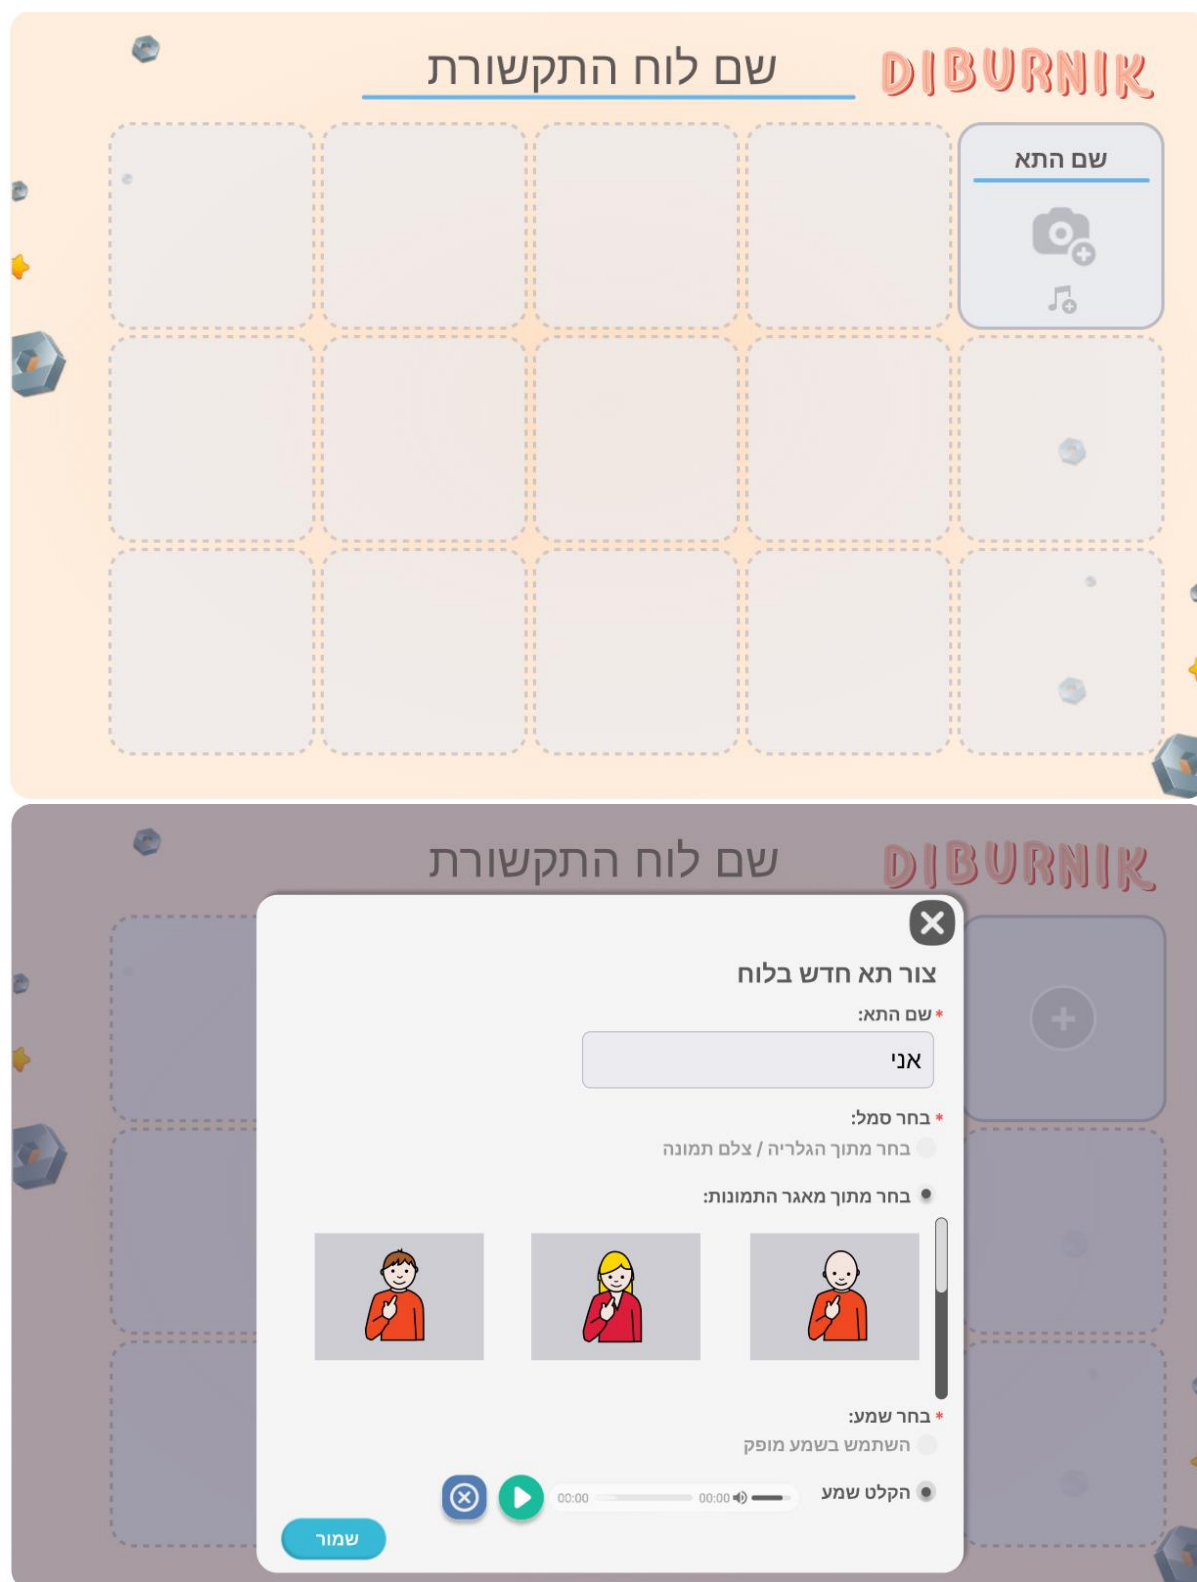 DIBURNIK
שם לוח התקשורת
שם התא
DIBURNIK
שם לוח התקשורת
צור תא חדש בלוח
* שם התא:
אני
* בחר סמל:
בחר מתוך הגלריה / צלם תמונה
בחר מתוך מאגר התמונות:
* בחר שמע:
השתמש בשמע מופק
הקלט שמע
00:00 00:00
שמור